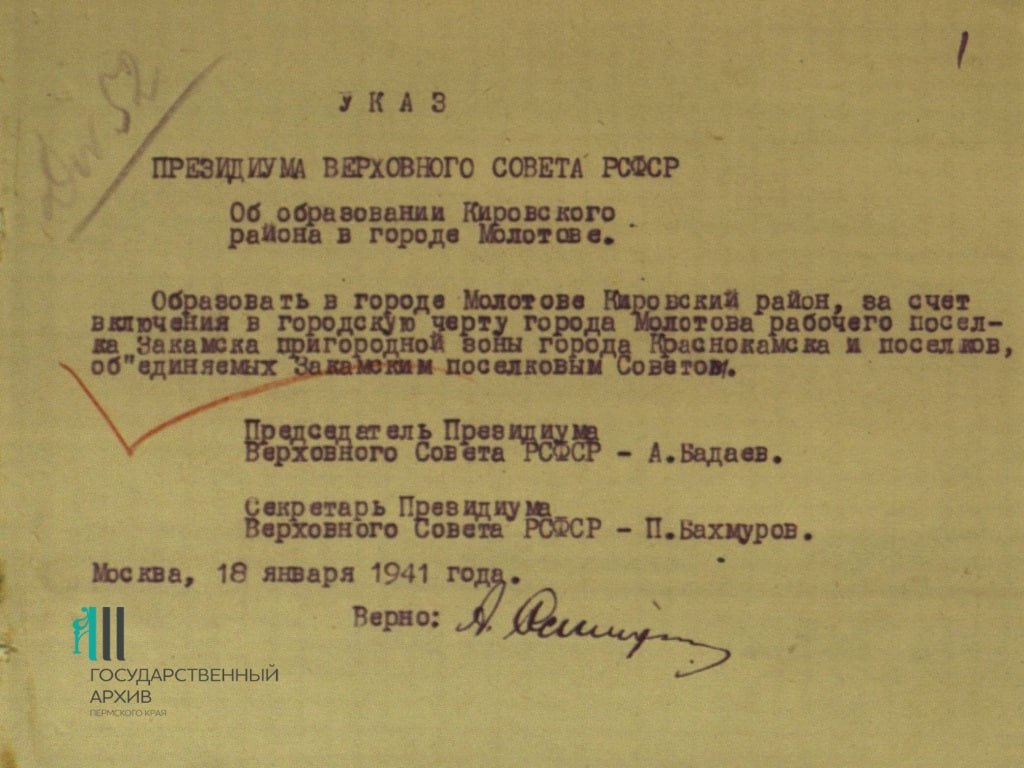 1
52
УКАЗ
ПРЕЗИДИУМА ВЕРХОВНОГО СОВЕТА РСФСР
Об образовании Кировского
района в городе Молотове.
Образовать в городе Молотове Кировский район, за счет
включения в городскую черту города Молотова рабочего посел-
ка Закамска пригородной зоны города Краснокамска и поселков,
об"единяемых Закамским поселковым Советом.
Председатель Президиума
Верховного Совета РСФСР - А.Бадаев.
Секретарь Президиума
Верховного Совета РСФСР - П.Бахмуров.
Москва, 18 января 1941 года.
Верно: А.
ГОСУДАРСТВЕННЫЙ
АРХИВ
ПЕРМСКОГО КРАЯ